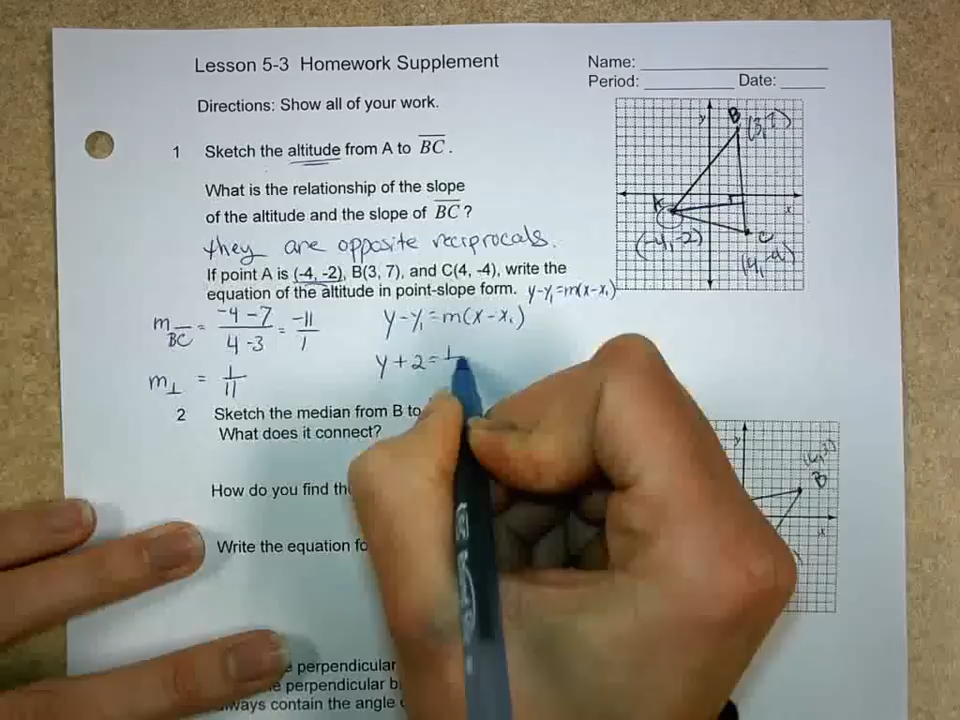 Lesson 5-3 Homework Supplement
Name:
Period: Date:
Directions: Show all of your work.
1 Sketch the altitude from A to BC.
What is the relationship of the slope
of the altitude and the slope of BC?
they are opposite reciprocals.
If point A is (-4, -2), B(3, 7), and C(4, -4), write the
equation of the altitude in point-slope form. y-y₁=m(x-x₁)
m BC = -4-7 / 4-3 = -11 / 1
y-y₁=m(x-x₁)
m⊥ = 1/11
y+2=1
y
B (3,7)
x
(-4,-2)
C
(4,-4)
2 Sketch the median from B to
What does it connect?
How do you find the
Write the equation fo
y
B
x
e perpendicular
e perpendicular b
lways contain the angle